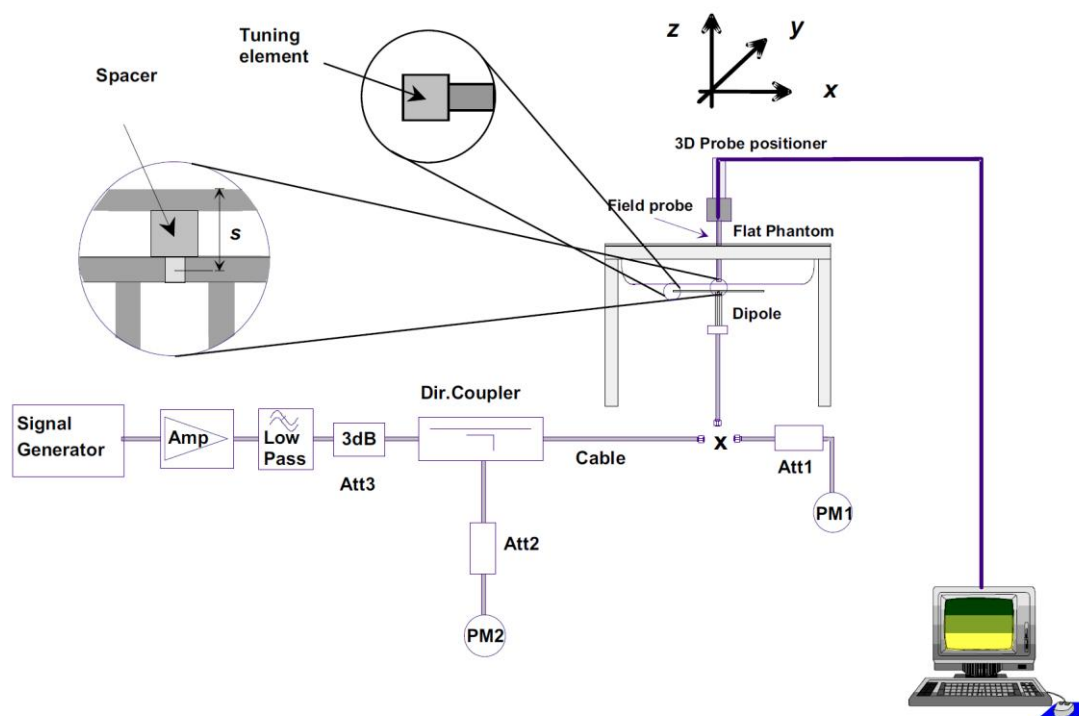 Tuning
element
Spacer
s
z
y
x
3D Probe positioner
Field probe
Flat Phantom
Dipole
Signal
Generator
Amp
Low
Pass
3dB
Att3
Dir.Coupler
Cable
x
Att1
PM1
Att2
PM2